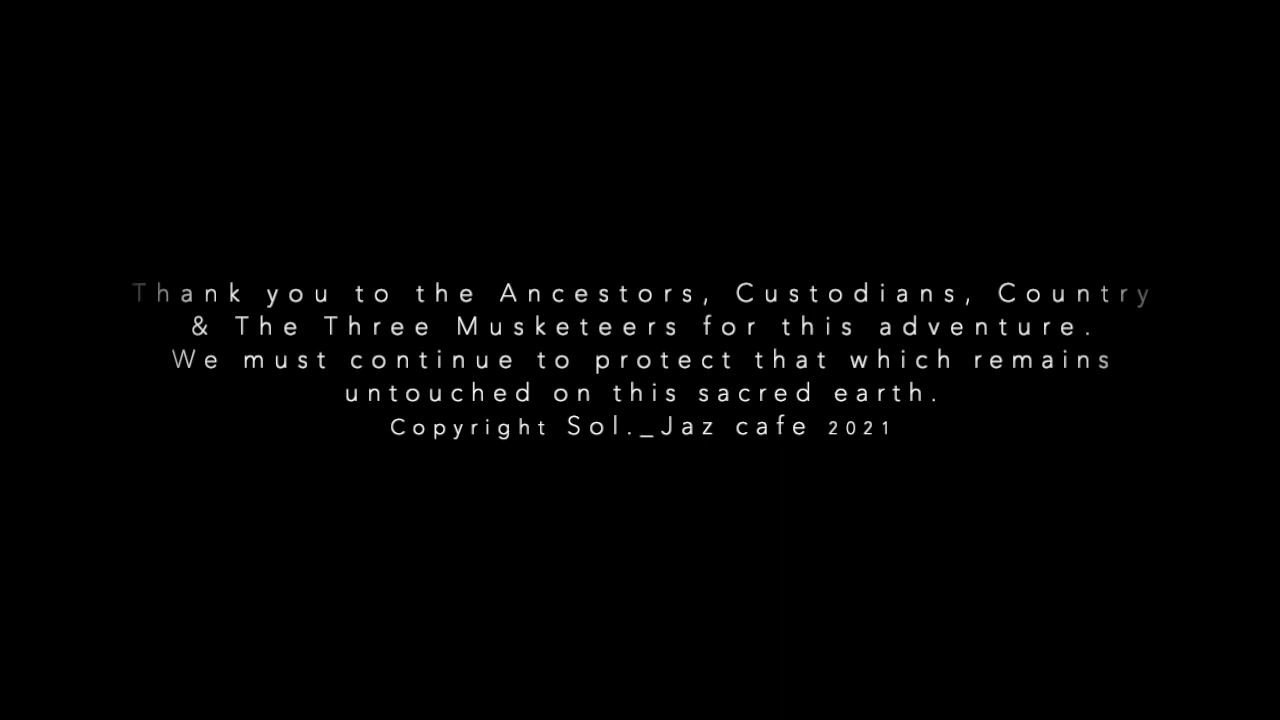 Thank you to the Ancestors, Custodians, Country
& The Three Musketeers for this adventure.
We must continue to protect that which remains
untouched on this sacred earth.
Copyright Sol._Jaz cafe 2021